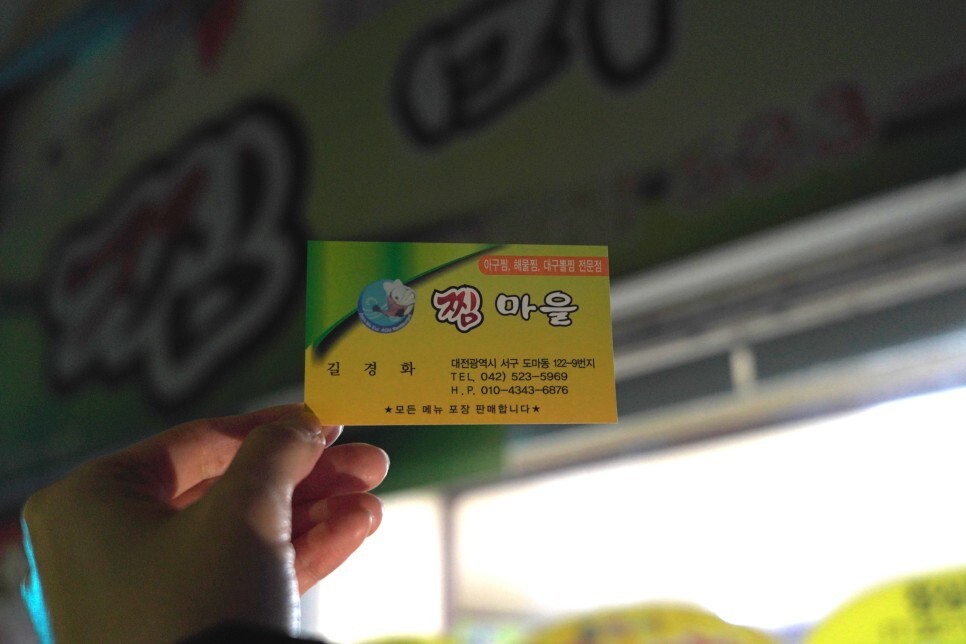 찜
아구찜, 해물찜, 대구뽈찜 전문점
찜 마을
길 경 화
대전광역시 서구 도마동 122-9번지
TEL. 042) 523-5969
H.P. 010-4343-6876
★모든 메뉴 포장 판매합니다★